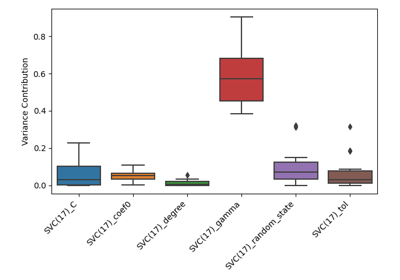 Variance Contribution
0.8
0.6
0.4
0.2
0.0
SVC(17)_C
SVC(17)_coef0
SVC(17)_degree
SVC(17)_gamma
SVC(17)_random_state
SVC(17)_tol